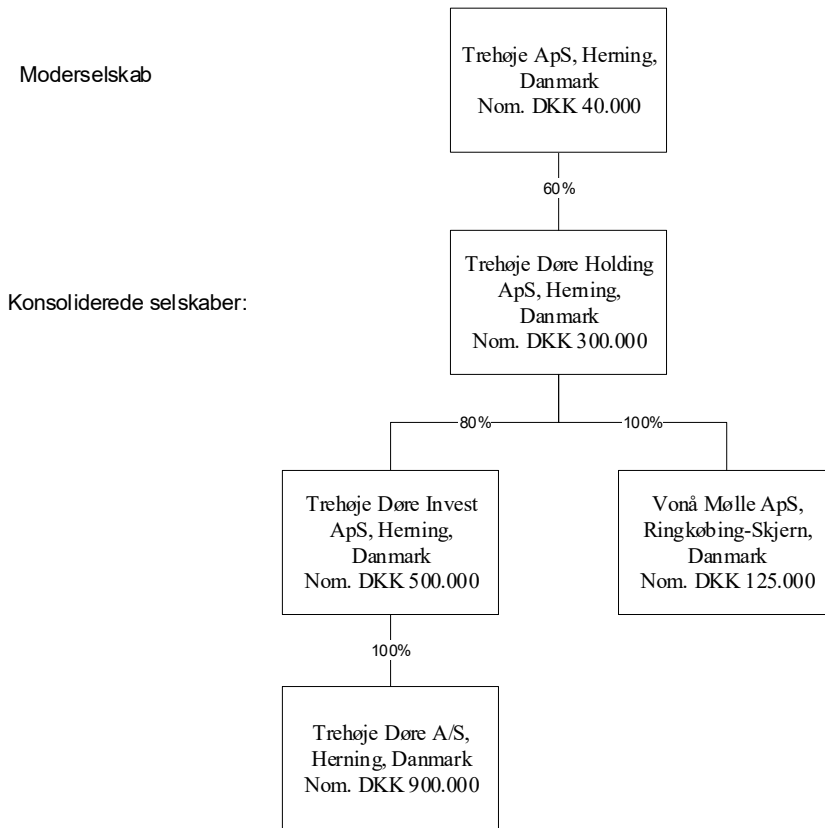 Moderselskab
Trehøje ApS, Herning,
Danmark
Nom. DKK 40.000
60%
Konsoliderede selskaber:
Trehøje Døre Holding
ApS, Herning,
Danmark
Nom. DKK 300.000
80%
100%
Trehøje Døre Invest
ApS, Herning,
Danmark
Nom. DKK 500.000
Vonå Mølle ApS,
Ringkøbing-Skjern,
Danmark
Nom. DKK 125.000
100%
Trehøje Døre A/S,
Herning, Danmark
Nom. DKK 900.000